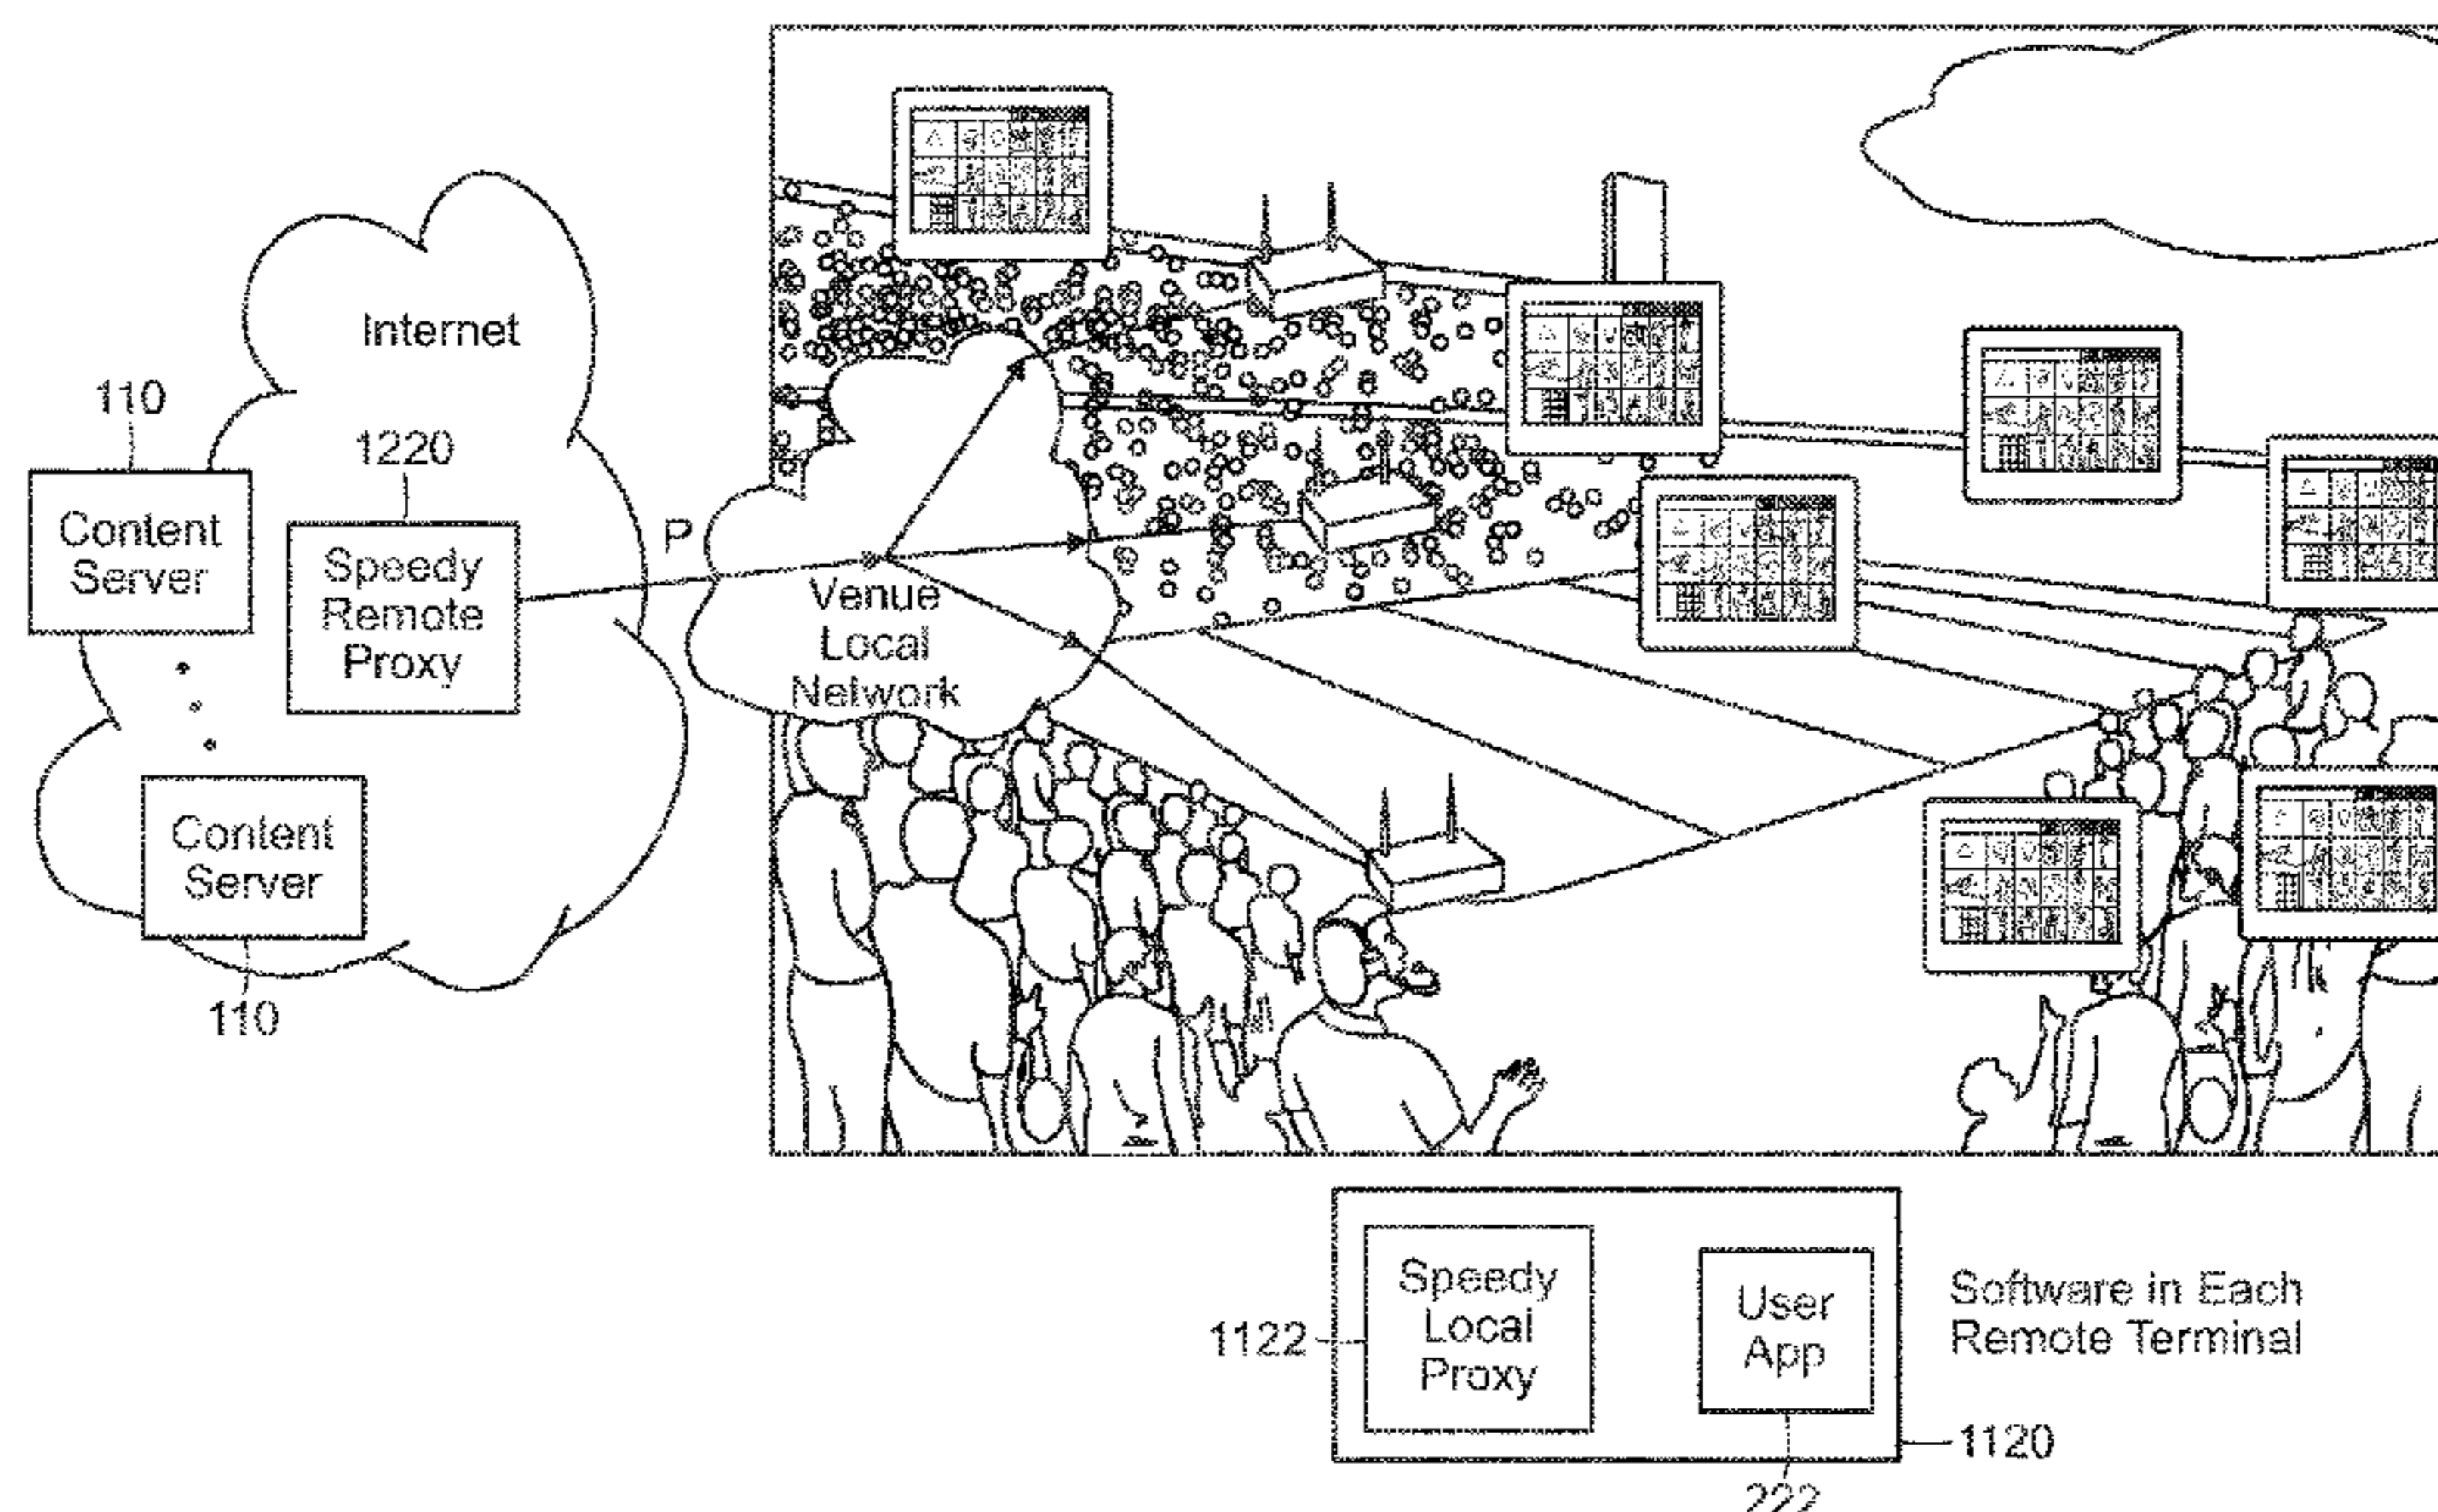 Internet
110
1220
Content
Server
Speedy
Remote
Proxy
P
Venue
Local
Network
Content
Server
110
Speedy
Local
Proxy
User
App
Software in Each
Remote Terminal
1122
1120
222